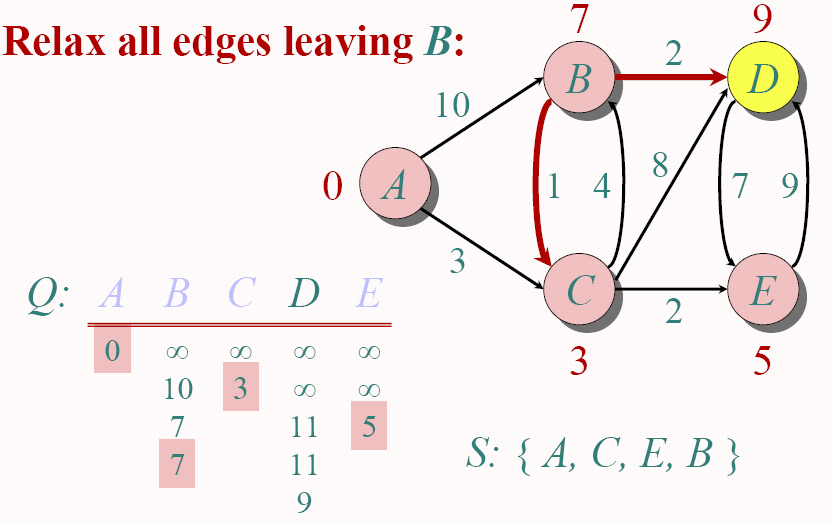 Relax all edges leaving B:
7 9
2
B D
10
8
0 A 1 4 7 9
3
Q: A B C D E
C E
2
0 ∞ ∞ ∞ ∞
3 5
10 3 ∞ ∞
7 11 5
7 11
S: { A, C, E, B }
9